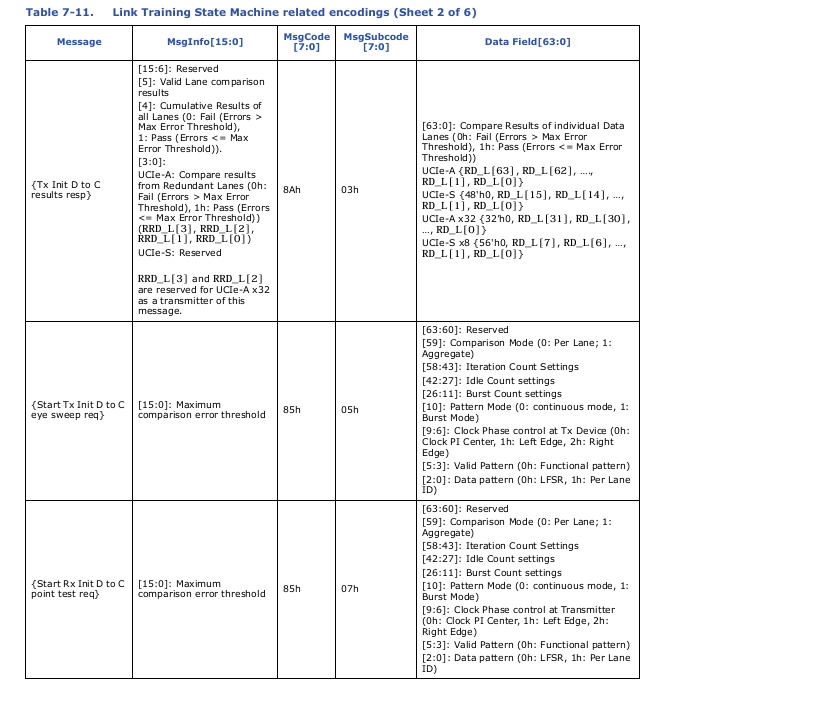 Table 7-11. Link Training State Machine related encodings (Sheet 2 of 6)
Message
MsgInfo[15:0]
MsgCode
[7:0]
MsgSubcode
[7:0]
Data Field[63:0]
{Tx Init D to C
results resp}
[15:6]: Reserved
[5]: Valid Lane comparison
results
[4]: Cumulative Results of
all Lanes (0: Fail (Errors >
Max Error Threshold),
1: Pass (Errors <= Max
Error Threshold)).
[3:0]:
UCIe-A: Compare results
from Redundant Lanes (0h:
Fail (Errors > Max Error
Threshold), 1h: Pass (Errors
<= Max Error Threshold))
(RRD_L[3], RRD_L[2],
RRD_L[1], RRD_L[0])
UCIe-S: Reserved
RRD_L[3] and RRD_L[2]
are reserved for UCIe-A x32
as a transmitter of this
message.
8Ah
03h
[63:0]: Compare Results of individual Data
Lanes (0h: Fail (Errors > Max Error
Threshold), 1h: Pass (Errors <= Max Error
Threshold))
UCIe-A {RD_L[63], RD_L[62], ....,
RD_L[1], RD_L[0]}
UCIe-S {48'h0, RD_L[15], RD_L[14], ...,
RD_L[1], RD_L[0]}
UCIe-A x32 {32'h0, RD_L[31], RD_L[30],
..., RD_L[0]}
UCIe-S x8 {56'h0, RD_L[7], RD_L[6], ...,
RD_L[1], RD_L[0]}
{Start Tx Init D to C
eye sweep req}
[15:0]: Maximum
comparison error threshold
85h
05h
[63:60]: Reserved
[59]: Comparison Mode (0: Per Lane; 1:
Aggregate)
[58:43]: Iteration Count Settings
[42:27]: Idle Count settings
[26:11]: Burst Count settings
[10]: Pattern Mode (0: continuous mode, 1:
Burst Mode)
[9:6]: Clock Phase control at Tx Device (0h:
Clock PI Center, 1h: Left Edge, 2h: Right
Edge)
[5:3]: Valid Pattern (0h: Functional pattern)
[2:0]: Data pattern (0h: LFSR, 1h: Per Lane
ID)
{Start Rx Init D to C
point test req}
[15:0]: Maximum
comparison error threshold
85h
07h
[63:60]: Reserved
[59]: Comparison Mode (0: Per Lane; 1:
Aggregate)
[58:43]: Iteration Count Settings
[42:27]: Idle Count settings
[26:11]: Burst Count settings
[10]: Pattern Mode (0: continuous mode, 1:
Burst Mode)
[9:6]: Clock Phase control at Transmitter
(0h: Clock PI Center, 1h: Left Edge, 2h:
Right Edge)
[5:3]: Valid Pattern (0h: Functional pattern)
[2:0]: Data pattern (0h: LFSR, 1h: Per Lane
ID)